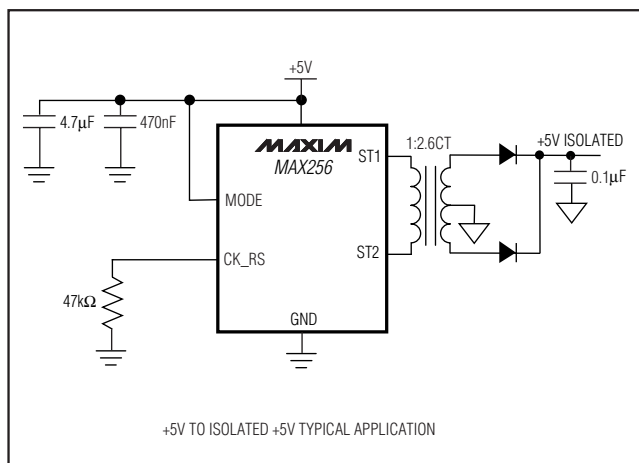 +5V
4.7µF
470nF
MAXIM
MAX256
1:2.6CT
+5V ISOLATED
ST1
0.1µF
MODE
CK_RS
ST2
47kΩ
GND
+5V TO ISOLATED +5V TYPICAL APPLICATION